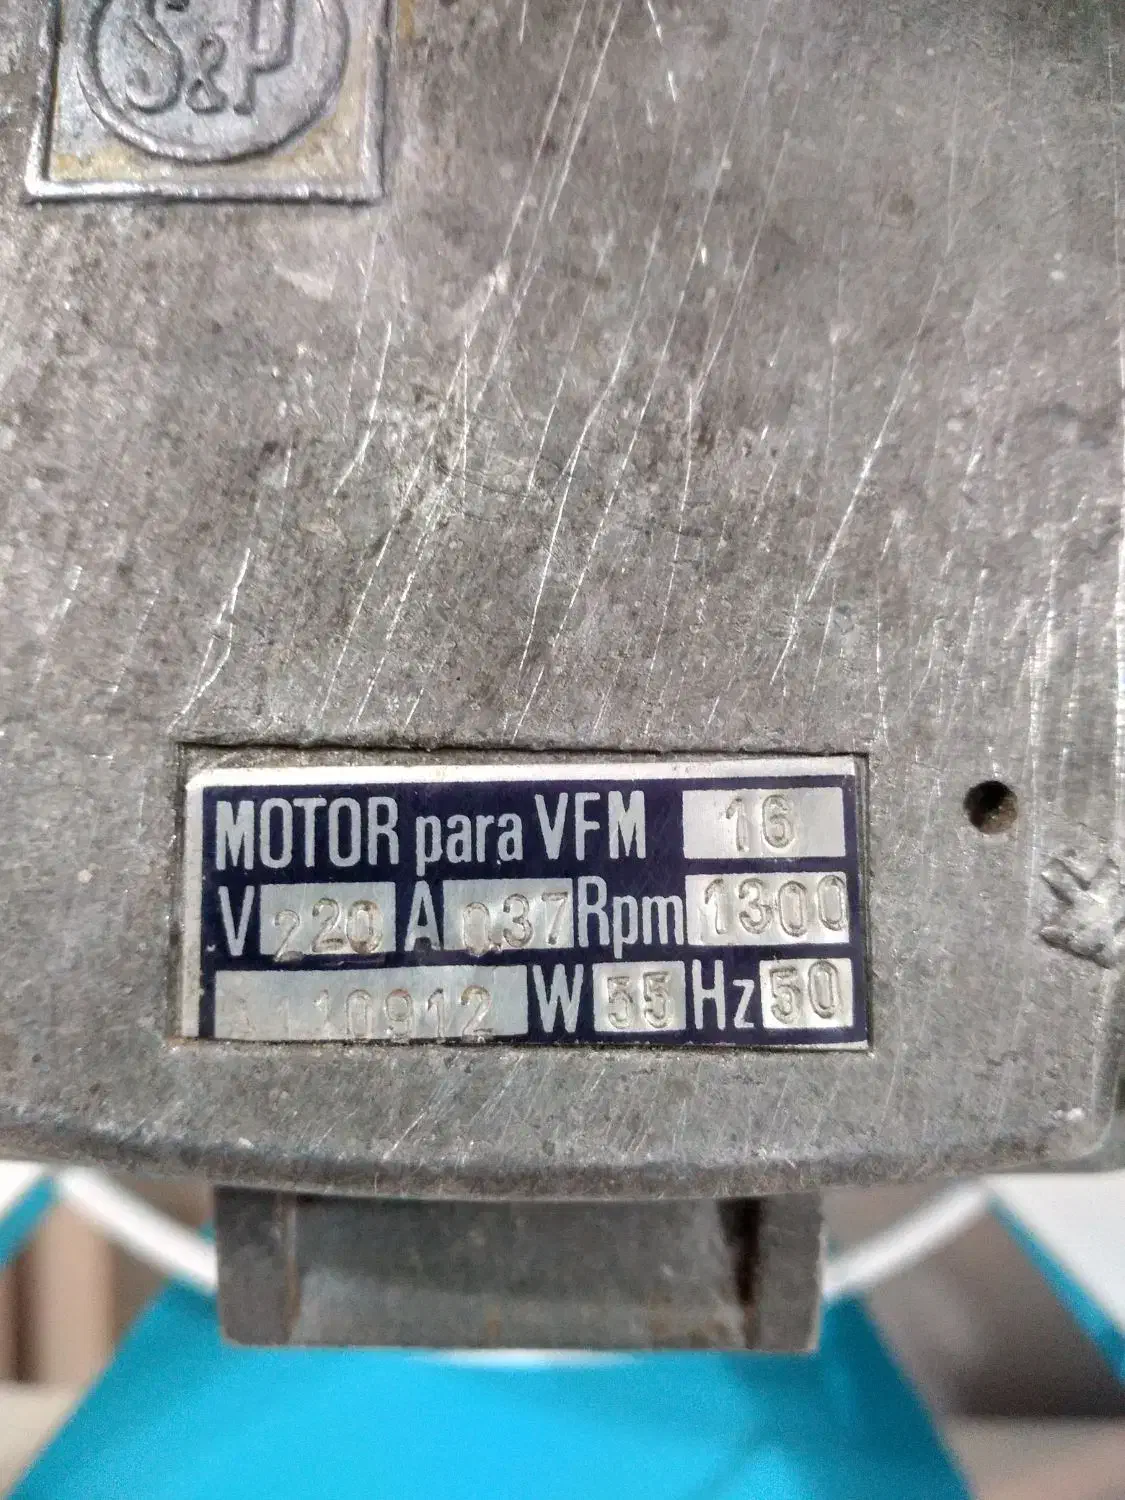 S&P
MOTOR para VFM 16
V 220 A 0.37 Rpm 1300
W 55 Hz 50